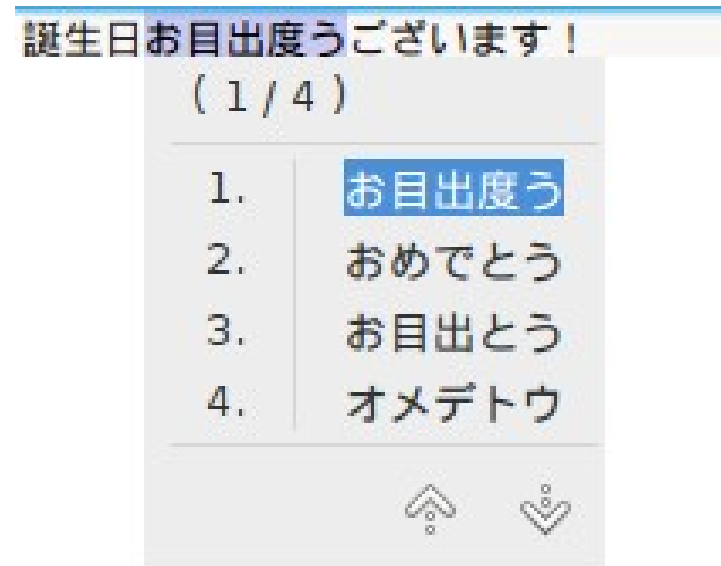 誕生日お目出度うございます！
(1/4)
1. お目出度う
2. おめでとう
3. お目出とう
4. オメデトウ